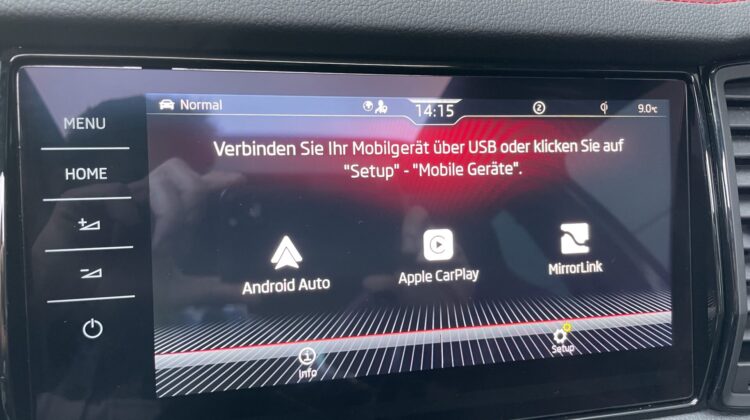 Normal
14:15
2
9.0°C
MENU
HOME
Verbinden Sie Ihr Mobilgerät über USB oder klicken Sie auf
"Setup" - "Mobile Geräte".
Android Auto
Apple CarPlay
MirrorLink
Info
Setup